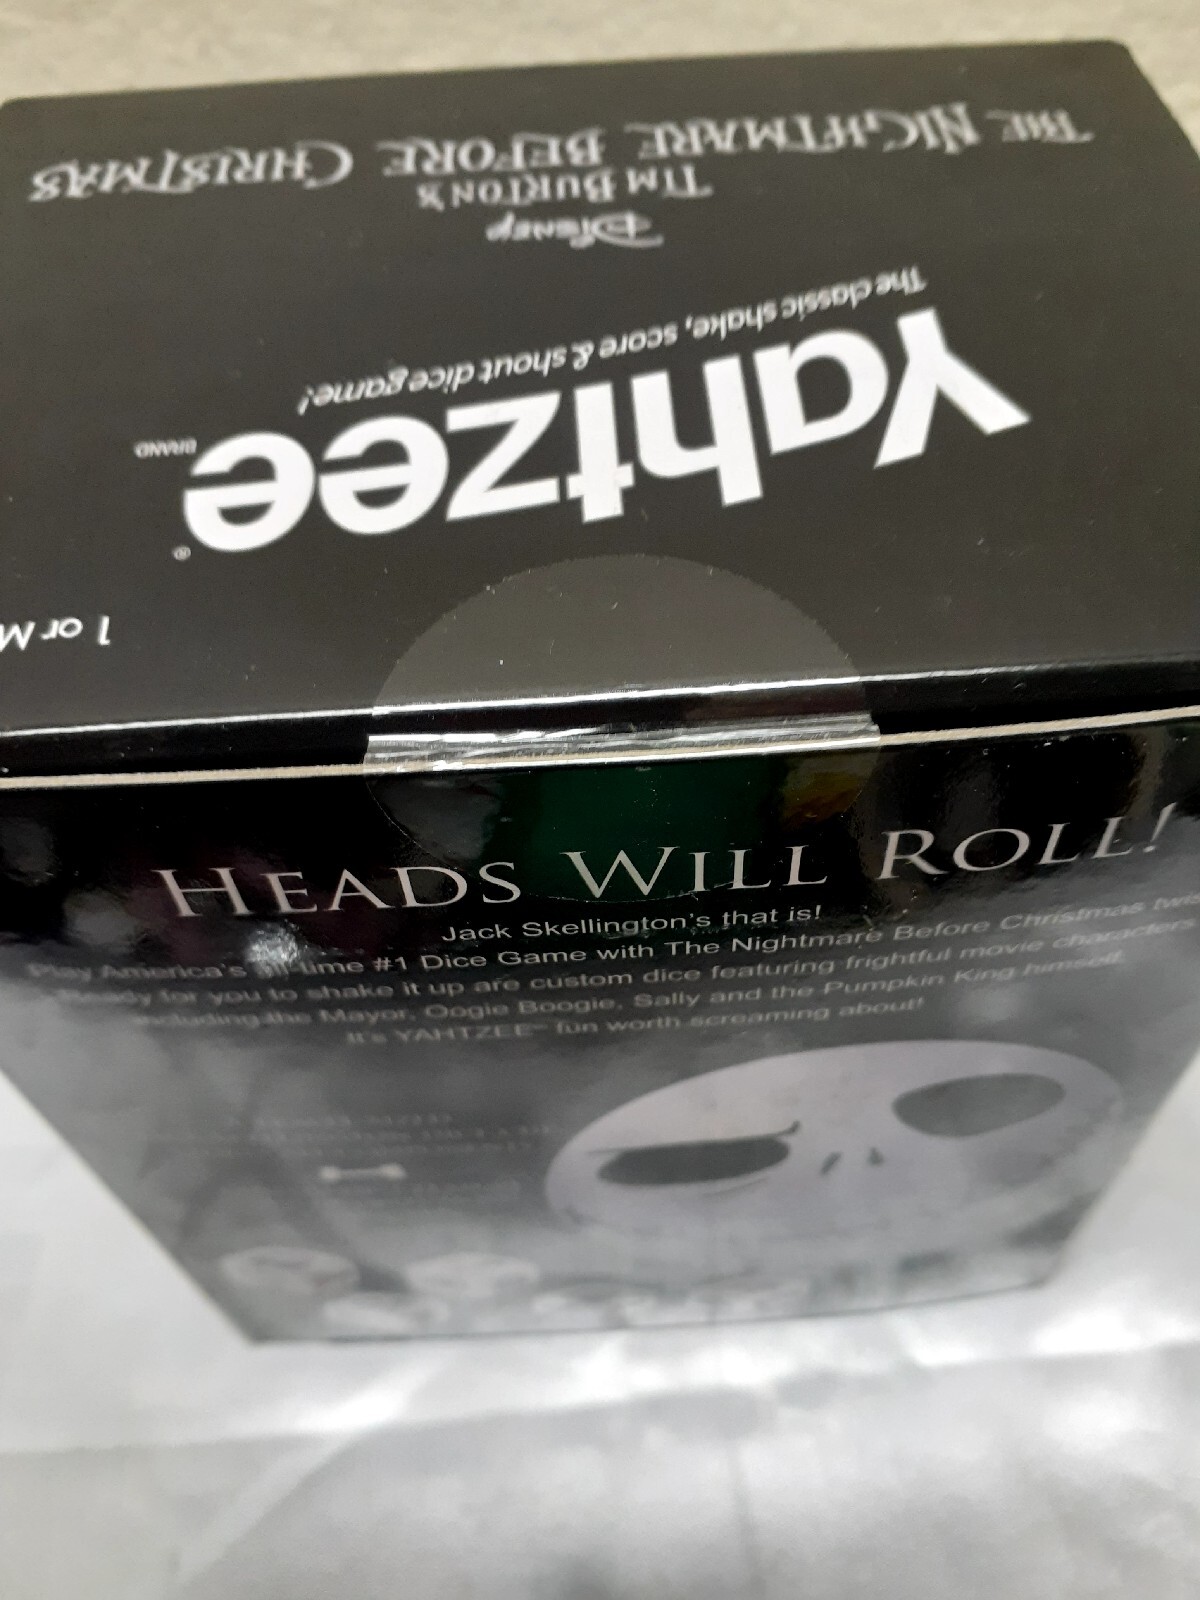 THE NIGHTMARE BEFORE CHRISTMAS
TIM BURTON'S
DISNEY
The classic shake, score & shout dice game!
Yahtzee®
BRAND
1 or M
HEADS WILL ROLL!
Jack Skellington's that is!
Play America's all-time #1 Dice Game with The Nightmare Before Christmas twist
Ready for you to shake it up are custom dice featuring frightful movie characters
including the Mayor, Oogie Boogie, Sally and the Pumpkin King himself.
It's YAHTZEE™ fun worth screaming about!